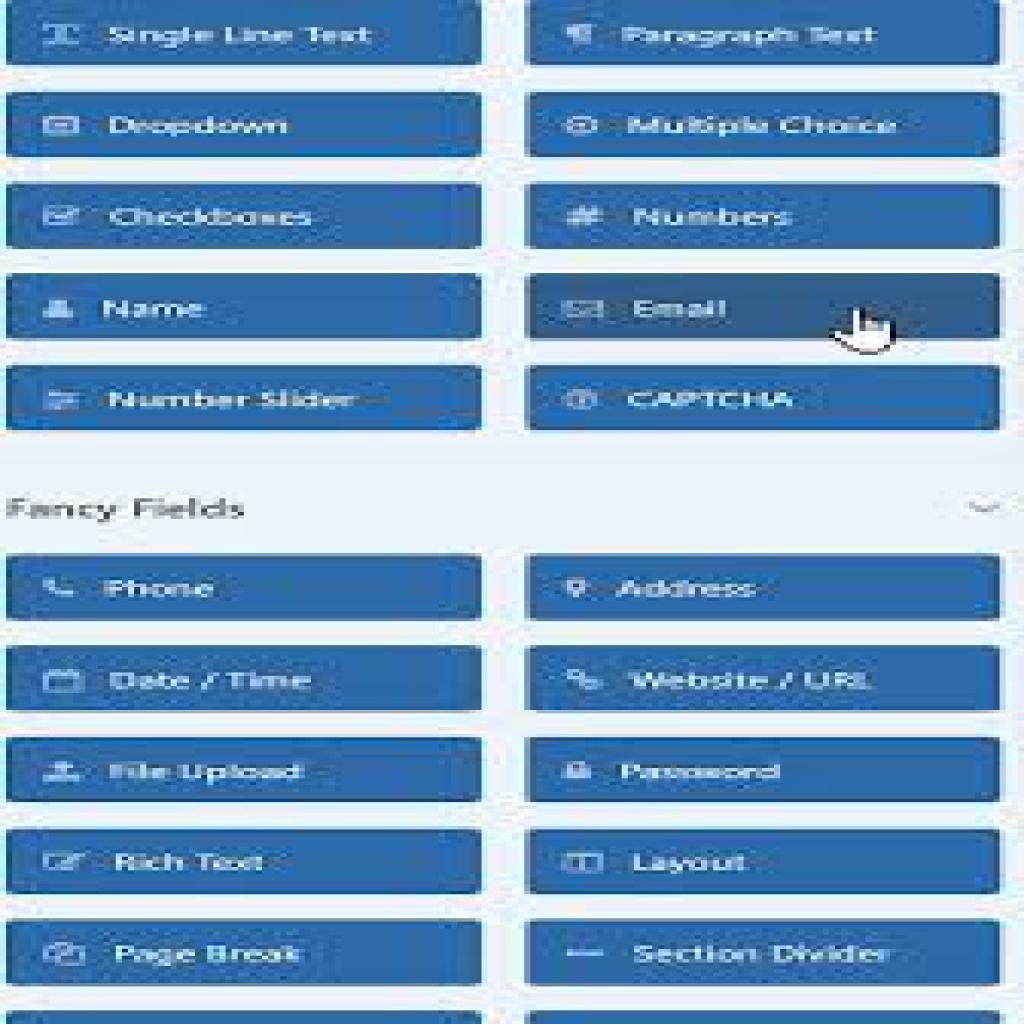 Single Line Text Paragraph Text
Dropdown Multiple Choice
Checkboxes Numbers
Name Email
Number Slider CAPTCHA
Fancy Fields
Phone Address
Date / Time Website / URL
File Upload Password
Rich Text Layout
Page Break Section Divider